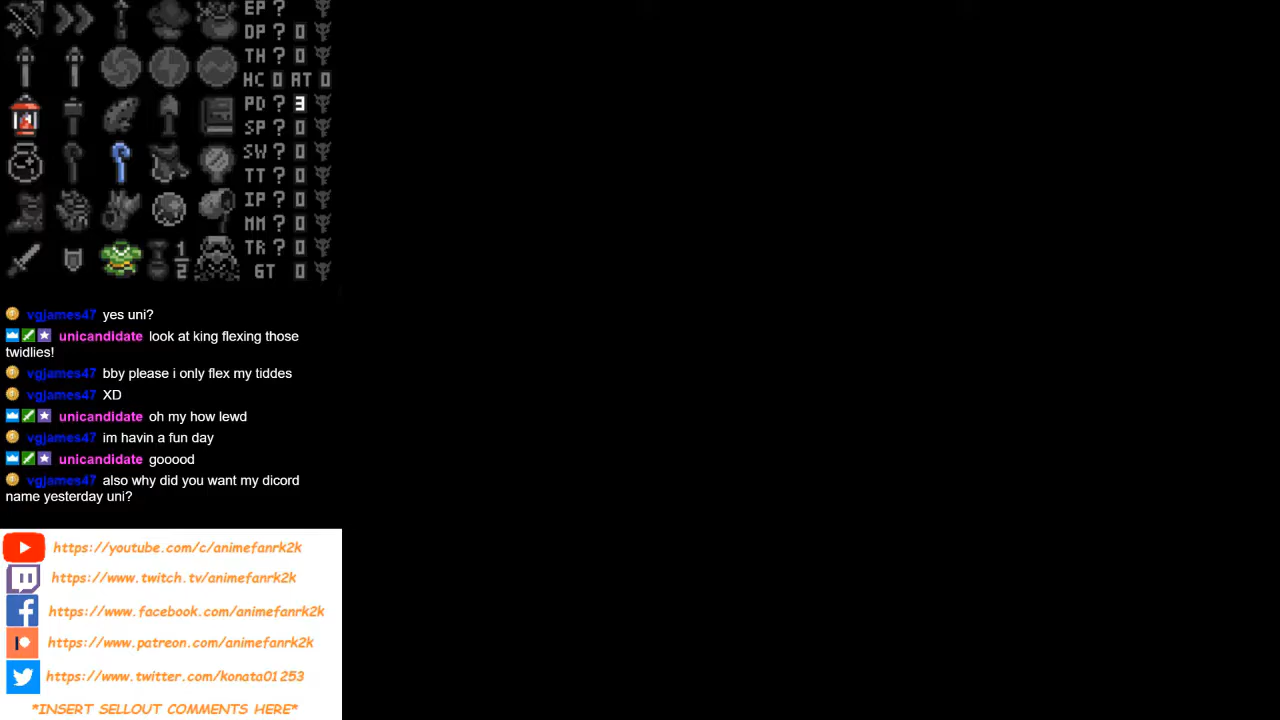 EP ?
DP ? 0
TH ? 0
HC 0 AT 0
PD ? 3
SP ? 0
SW ? 0
TT ? 0
IP ? 0
MM ? 0
TR ? 0
GT 0
1
2
vgjames47 yes uni?
unicandidate look at king flexing those
twidlies!
vgjames47 bby please i only flex my tiddes
vgjames47 XD
unicandidate oh my how lewd
vgjames47 im havin a fun day
unicandidate gooood
vgjames47 also why did you want my dicord
name yesterday uni?
https://youtube.com/c/animefanrk2k
https://www.twitch.tv/animefanrk2k
https://www.facebook.com/animefanrk2k
https://www.patreon.com/animefanrk2k
https://www.twitter.com/konata01253
*INSERT SELLOUT COMMENTS HERE*